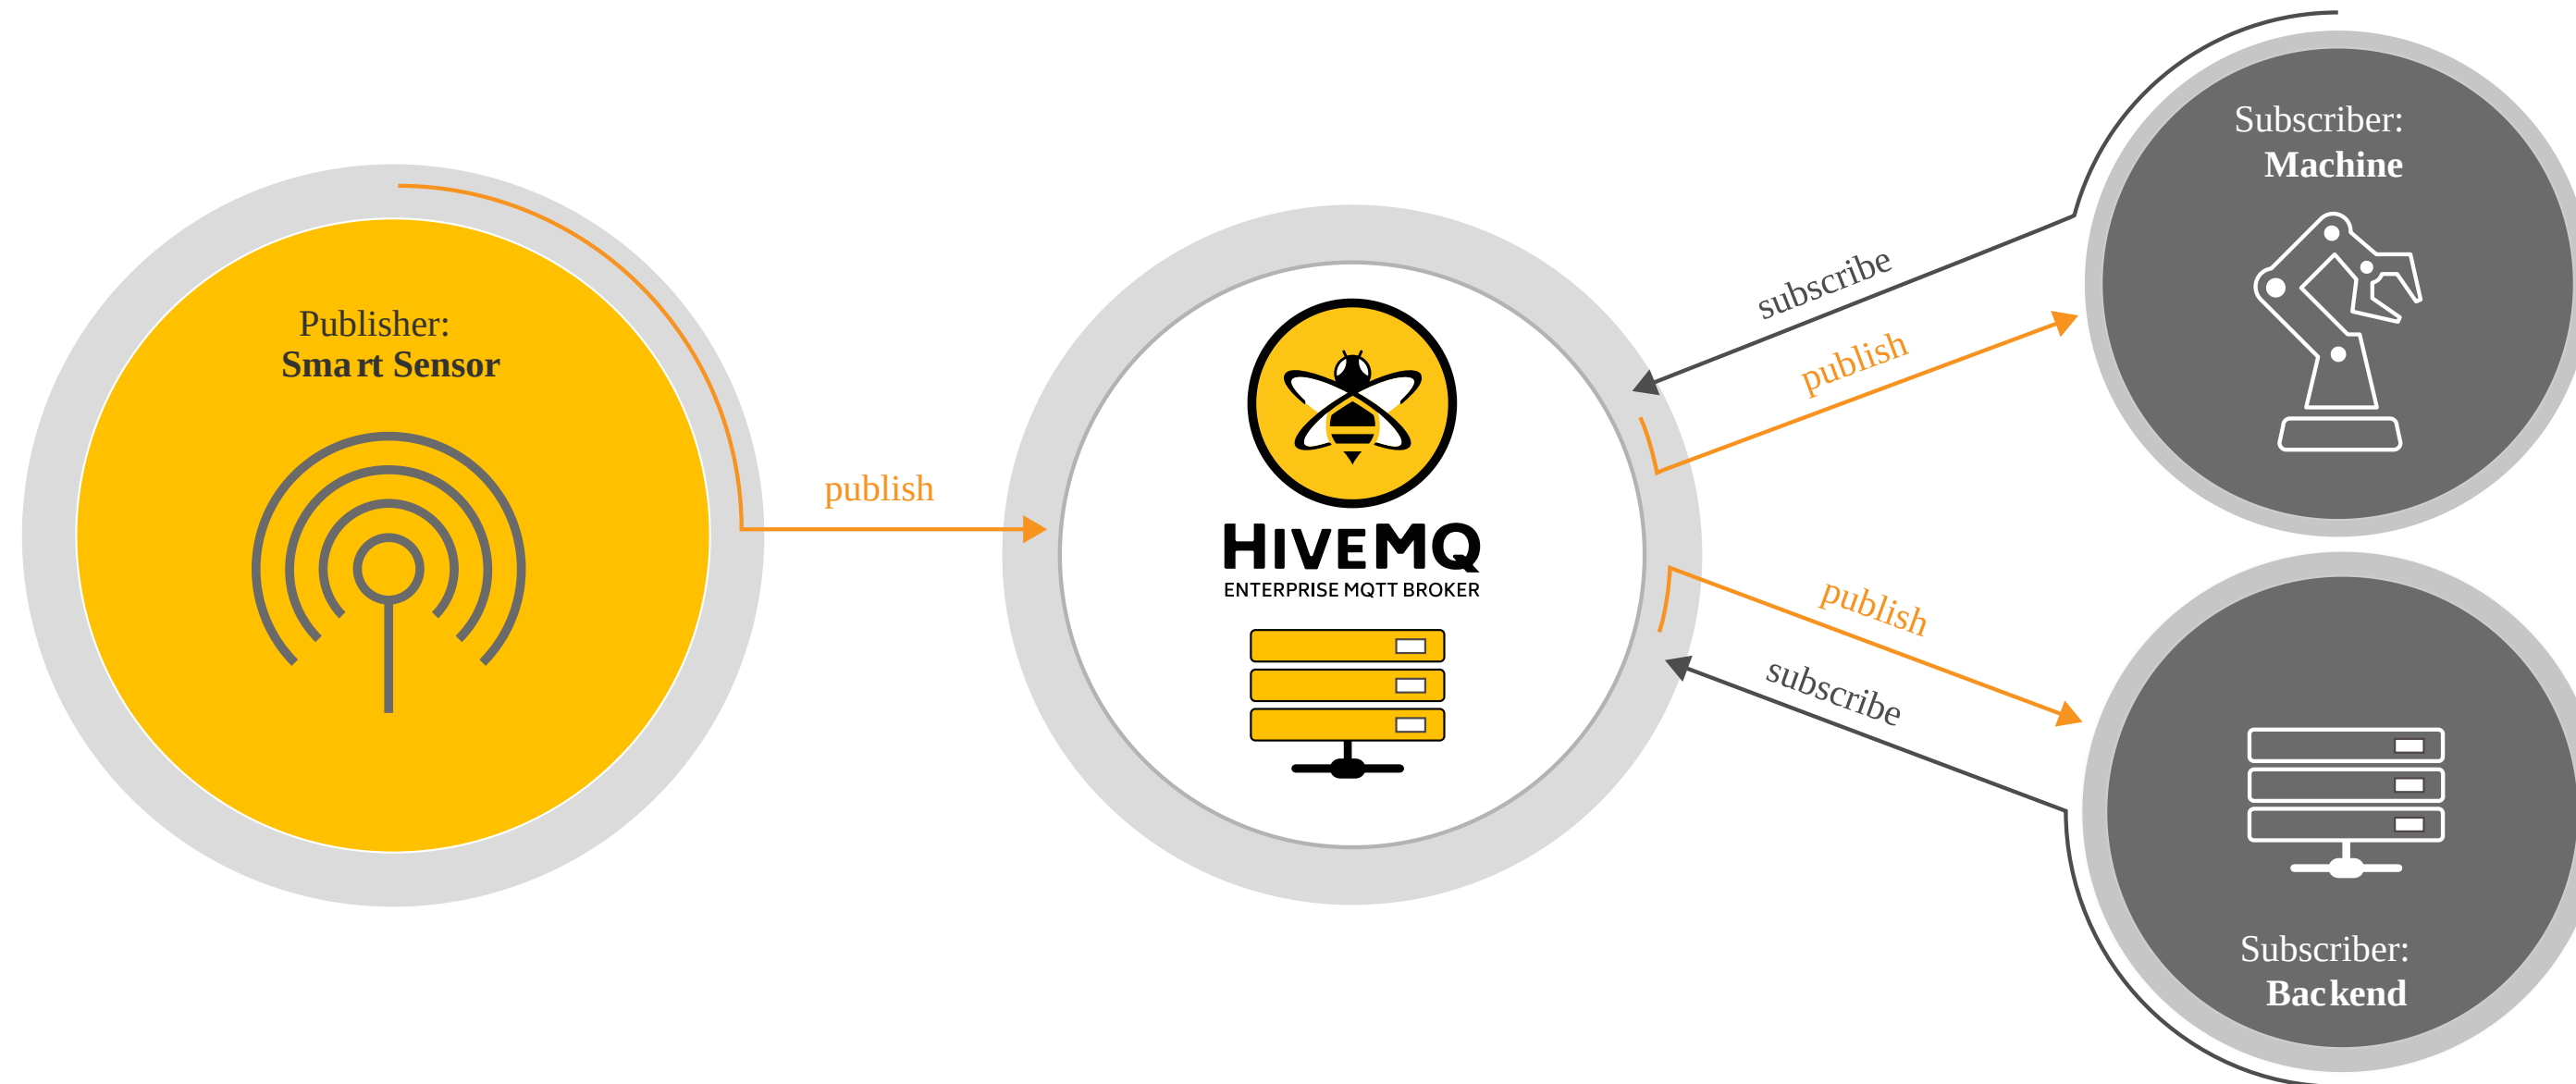 Publisher:
Smart Sensor
publish
HIVEMQ
ENTERPRISE MQTT BROKER
subscribe
publish
publish
subscribe
Subscriber:
Machine
Subscriber:
Backend